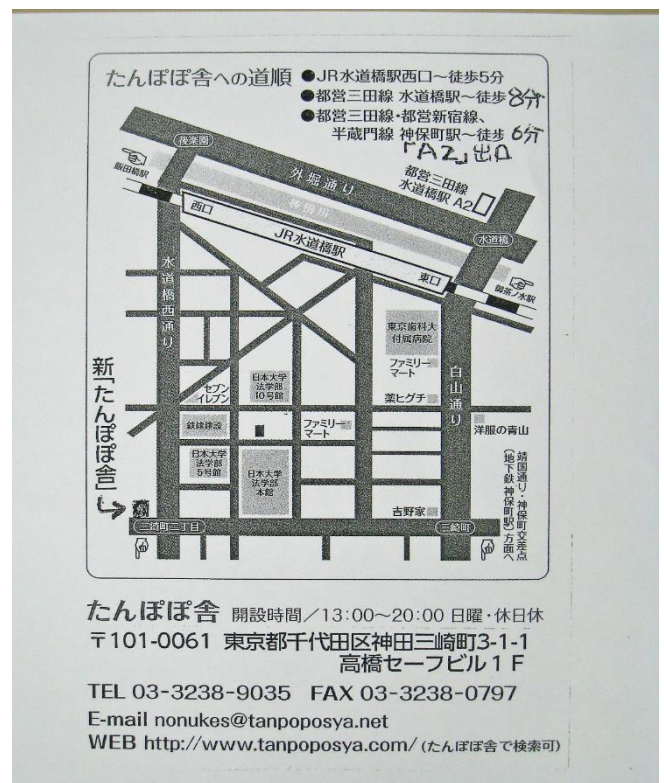 たんぽぽ舎への道順
●JR水道橋駅西口〜徒歩5分
●都営三田線 水道橋駅〜徒歩8分
●都営三田線・都営新宿線、
半蔵門線 神保町駅〜徒歩6分
「A2」出口
後楽園
飯田橋駅
外堀通り
都営三田線
水道橋駅 A2
神田川
水道橋
西口
JR水道橋駅
東口
御茶ノ水駅
水道橋西通り
東京歯科大
付属病院
ファミリー
マート
白山通り
日本大学
法学部
10号館
セブン
イレブン
薬ヒグチ
新「たんぽぽ舎」
鉄建建設
ファミリー
マート
洋服の青山
日本大学
法学部
5号館
日本大学
法学部
本館
靖国通り・神保町交差点
(地下鉄 神保町駅)方面へ
吉野家
三崎町二丁目
三崎町
たんぽぽ舎 開設時間/13:00〜20:00 日曜・休日休
〒101-0061 東京都千代田区神田三崎町3-1-1
高橋セーフビル1F
TEL 03-3238-9035 FAX 03-3238-0797
E-mail nonukes@tanpoposya.net
WEB http://www.tanpoposya.com/(たんぽぽ舎で検索可)